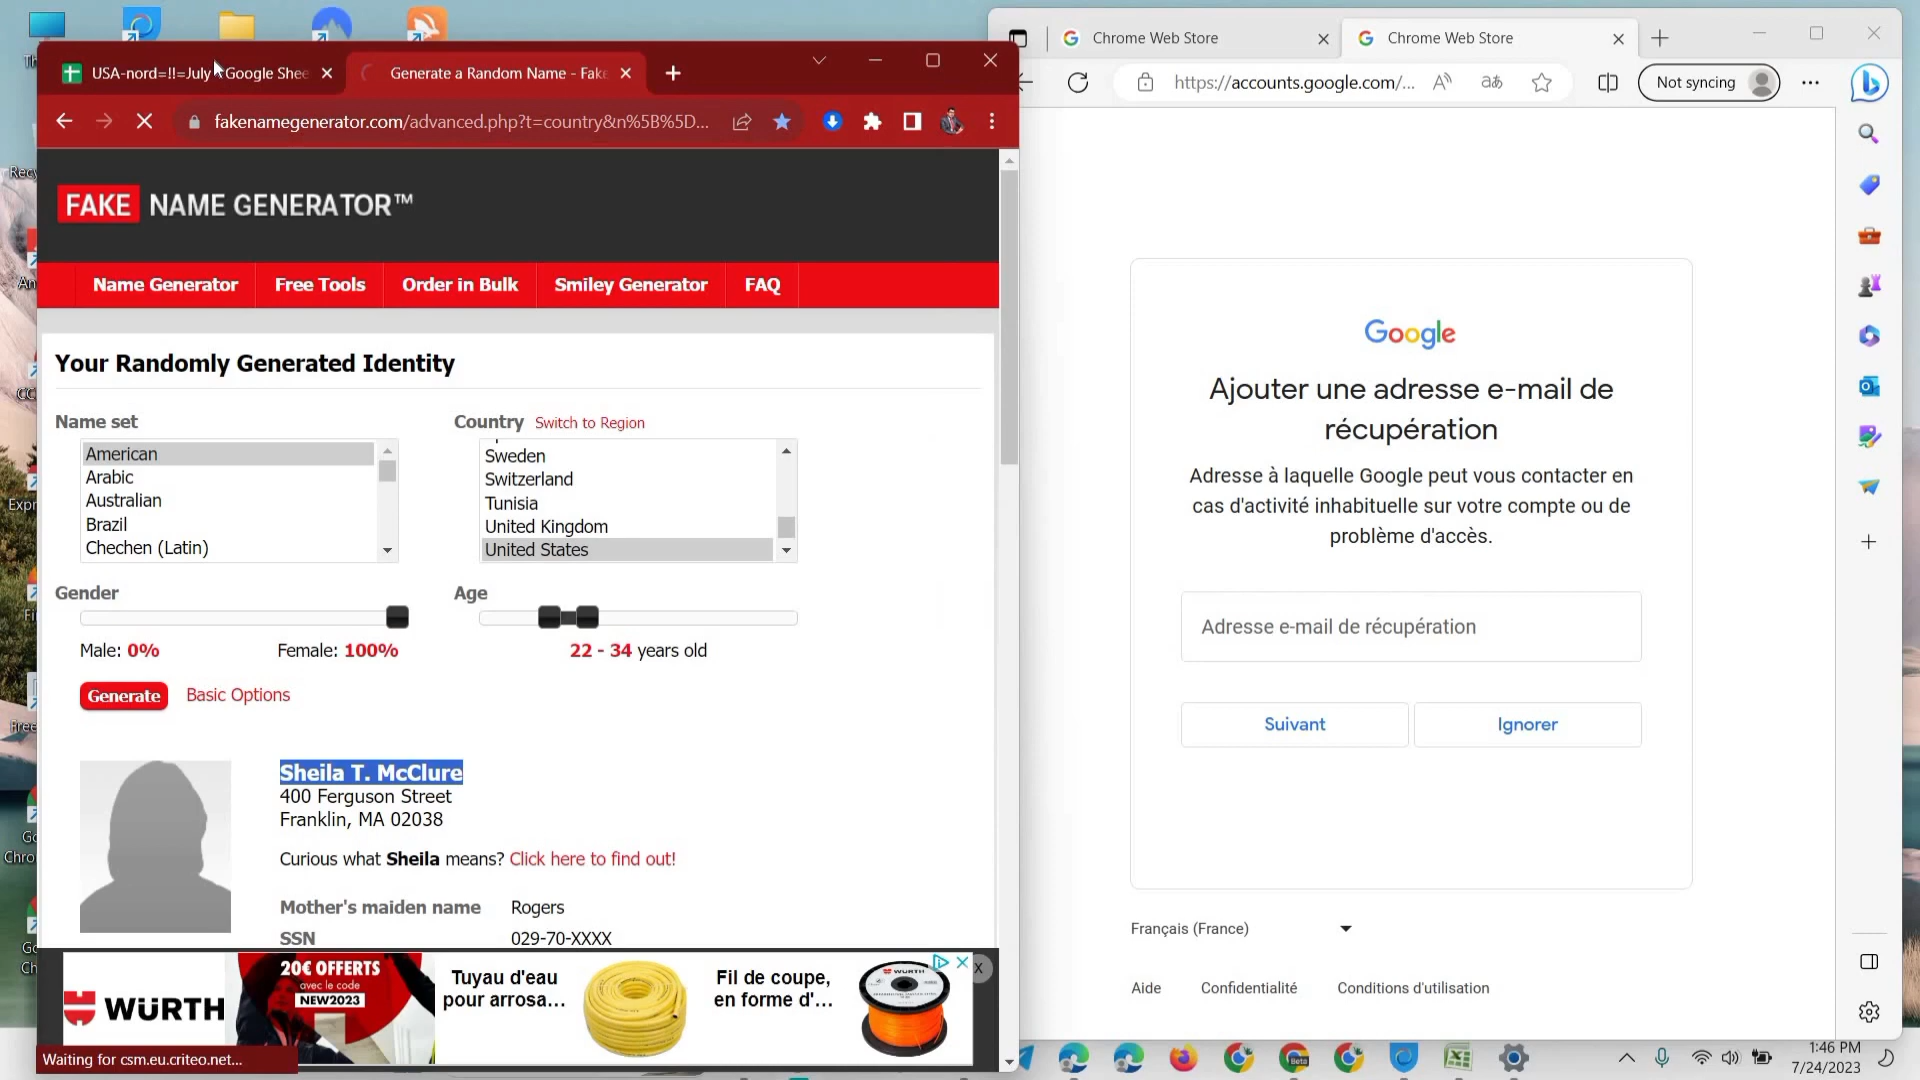 USA-nord=!!=July - Google Shee
Generate a Random Name - Fake
fakenamegenerator.com/advanced.php?t=country&n%5B%5D...
FAKE NAME GENERATOR™
Name Generator
Free Tools
Order in Bulk
Smiley Generator
FAQ
Your Randomly Generated Identity
Name set
American
Arabic
Australian
Brazil
Chechen (Latin)
Country Switch to Region
Sweden
Switzerland
Tunisia
United Kingdom
United States
Gender
Male: 0%
Female: 100%
Age
22 - 34 years old
Generate
Basic Options
Sheila T. McClure
400 Ferguson Street
Franklin, MA 02038
Curious what Sheila means? Click here to find out!
Mother's maiden name Rogers
SSN 029-70-XXXX
WÜRTH
20€ OFFERTS
avec le code
NEW2023
Tuyau d'eau
pour arrosa...
Fil de coupe,
en forme d'...
WÜRTH
X
Waiting for csm.eu.criteo.net...
Chrome Web Store
Chrome Web Store
https://accounts.google.com/...
Not syncing
Google
Ajouter une adresse e-mail de
récupération
Adresse à laquelle Google peut vous contacter en
cas d'activité inhabituelle sur votre compte ou de
problème d'accès.
Adresse e-mail de récupération
Suivant
Ignorer
Français (France)
Aide
Confidentialité
Conditions d'utilisation
Beta
1:46 PM
7/24/2023